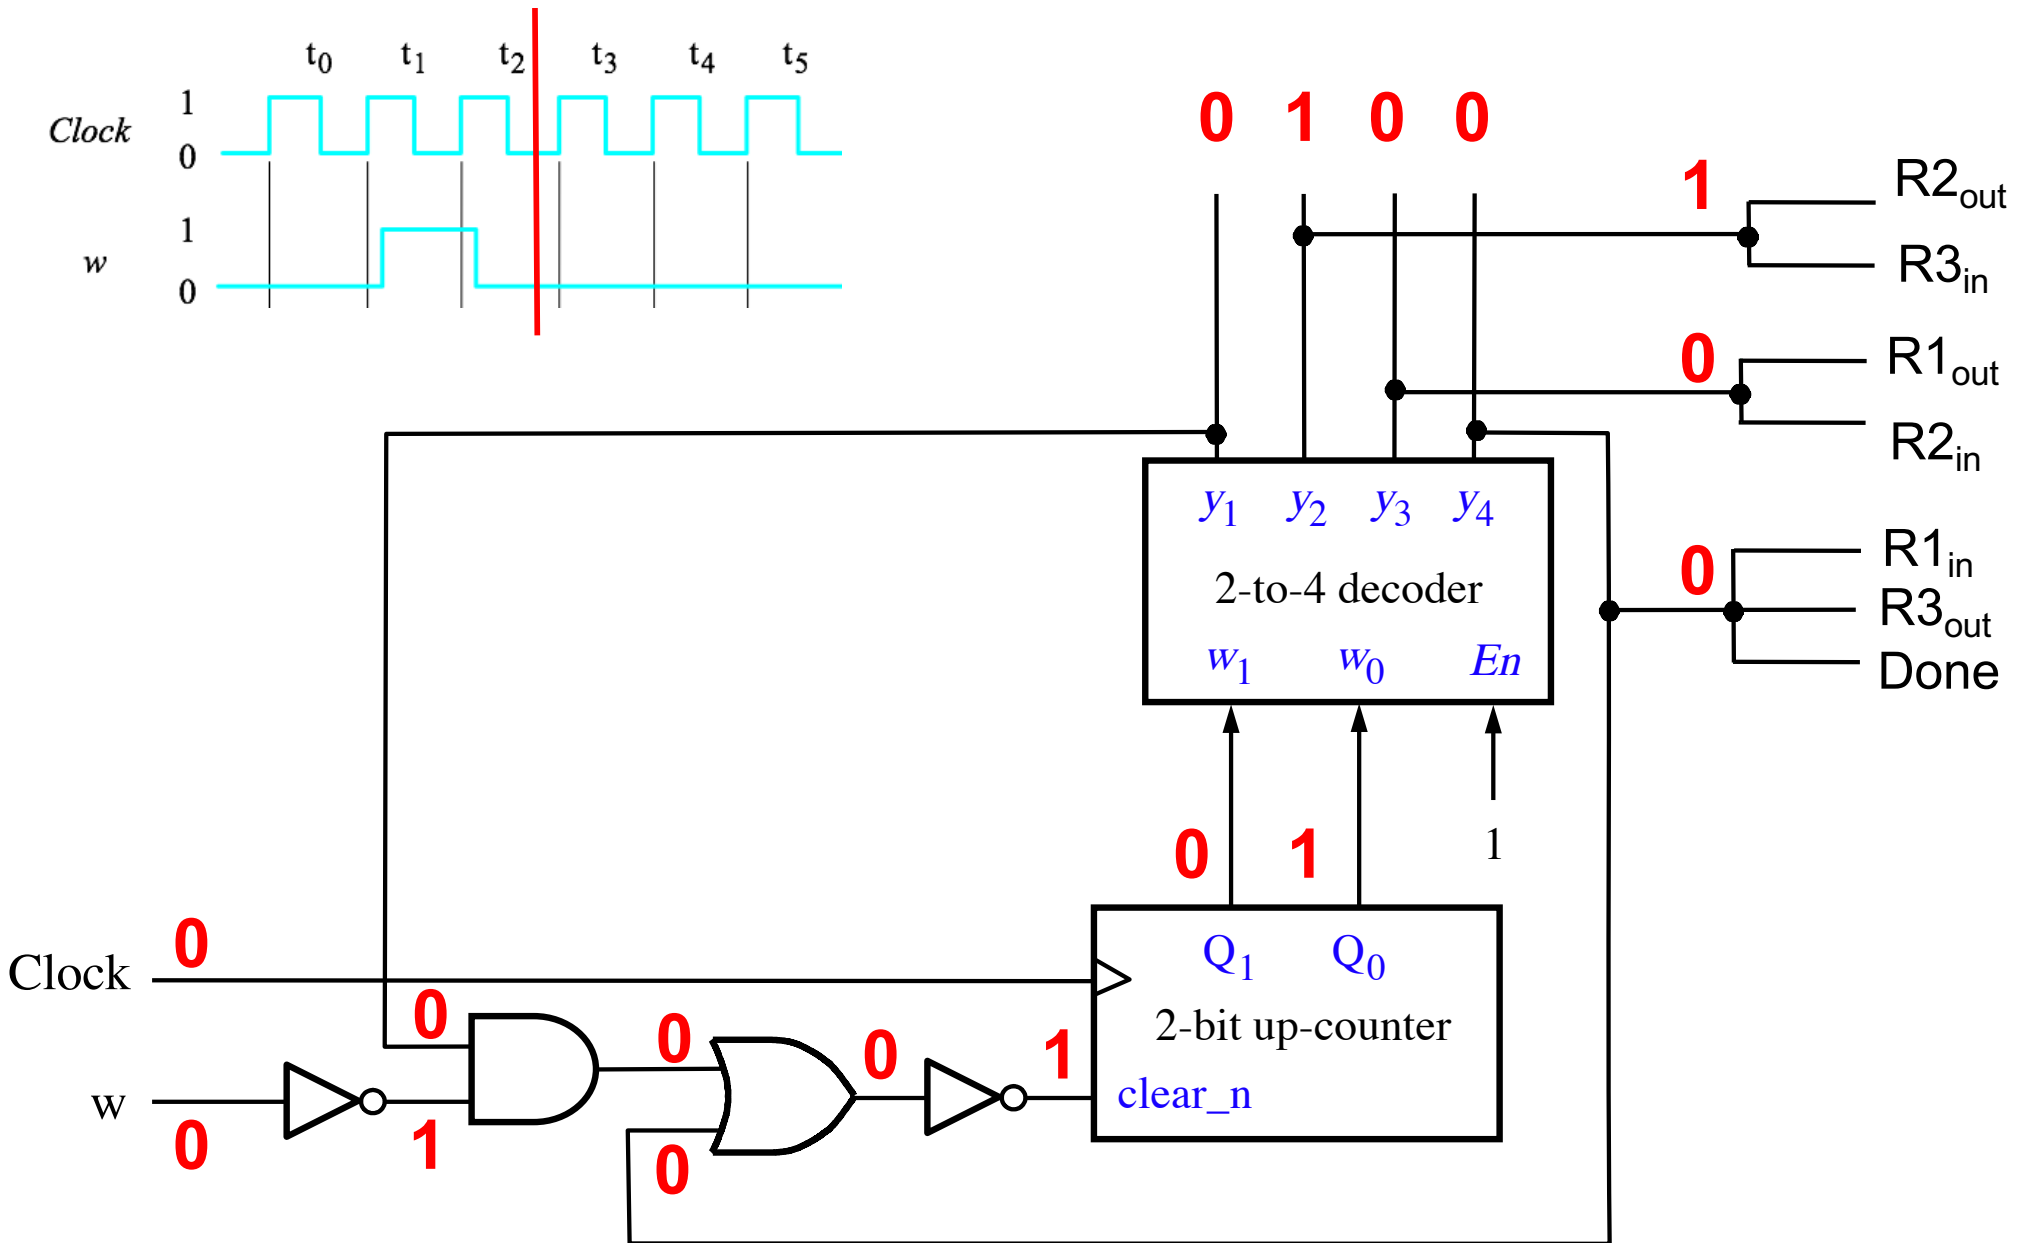 t0 t1 t2 t3 t4 t5
1
Clock
0
1
w
0
0 1 0 0
1
R2out
R3in
0
R1out
R2in
y1 y2 y3 y4
2-to-4 decoder
w1 w0 En
0
R1in
R3out
Done
0 1
1
Clock
0
Q1 Q0
2-bit up-counter
clear_n
0
0
0
1
w
0
1
0